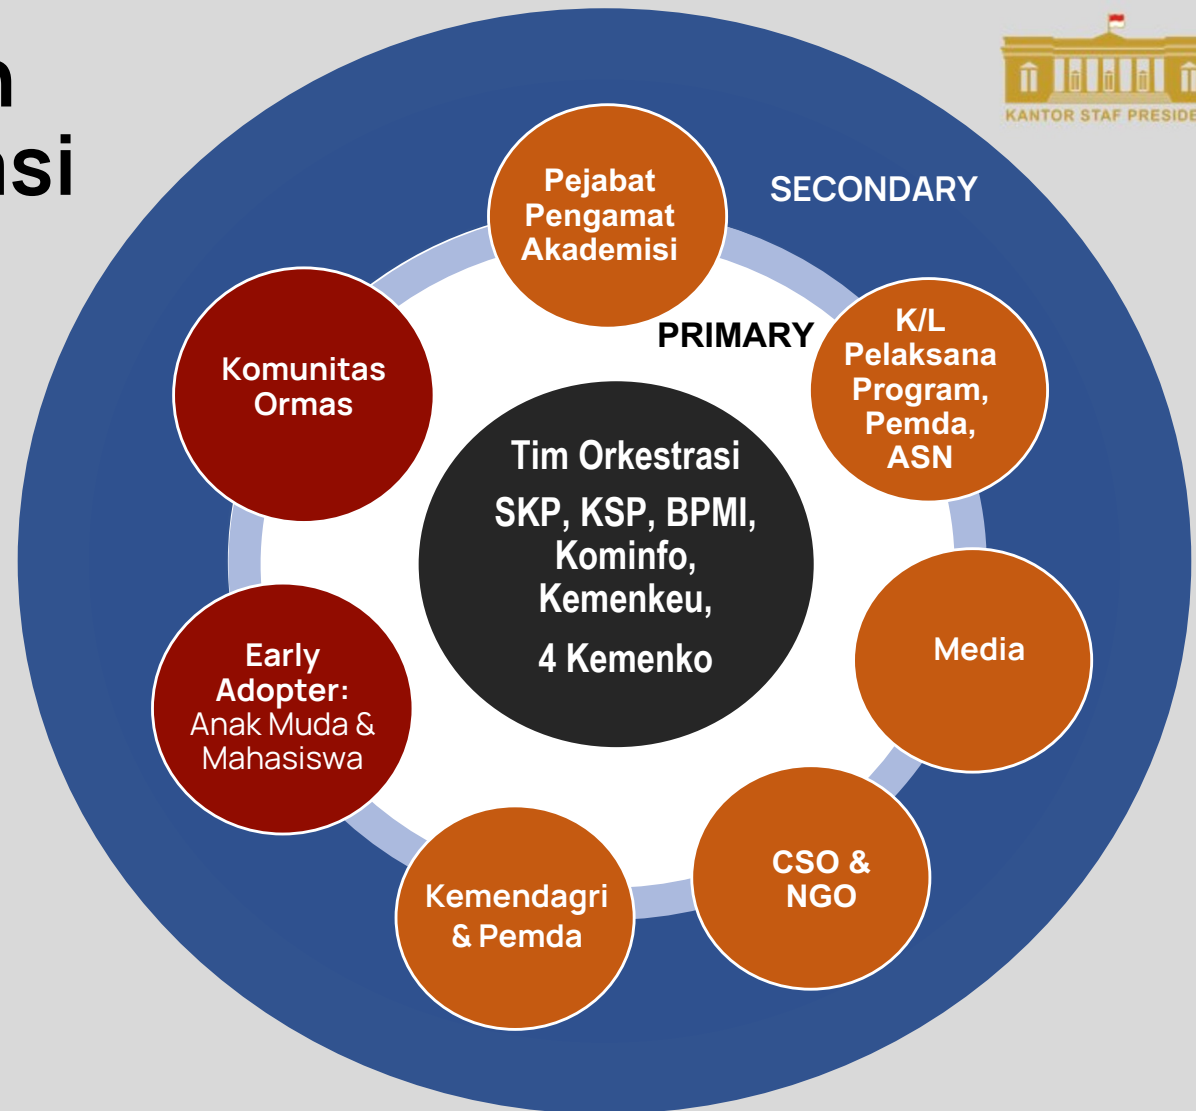 KANTOR STAF PRESIDE
Pejabat
Pengamat
Akademisi
SECONDARY
PRIMARY
K/L
Pelaksana
Program,
Pemda,
ASN
Komunitas
Ormas
Tim Orkestrasi
SKP, KSP, BPMI,
Kominfo,
Kemenkeu,
4 Kemenko
Media
Early
Adopter:
Anak Muda &
Mahasiswa
CSO &
NGO
Kemendagri
& Pemda